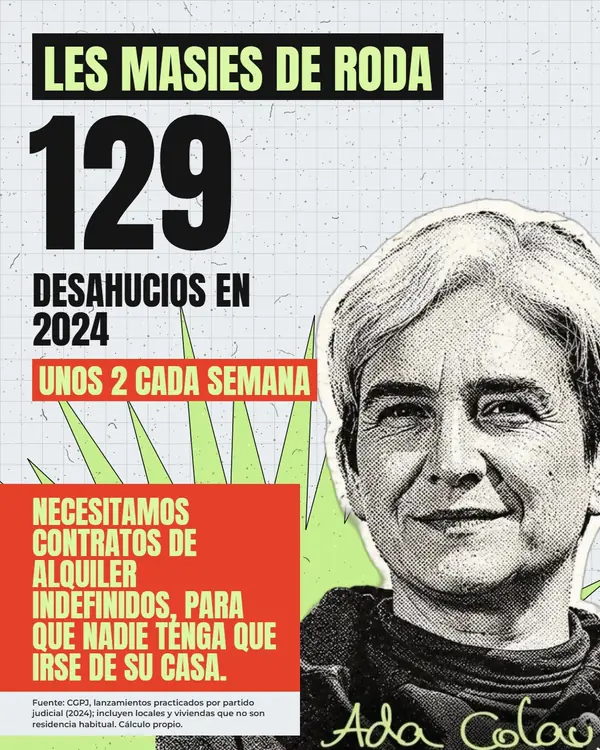 LES MASIES DE RODA
129
DESAHUCIOS EN
2024
UNOS 2 CADA SEMANA
NECESITAMOS
CONTRATOS DE
ALQUILER
INDEFINIDOS, PARA
QUE NADIE TENGA QUE
IRSE DE SU CASA.
Fuente: CGPJ, lanzamientos practicados por partido
judicial (2024); incluyen locales y viviendas que no son
residencia habitual. Cálculo propio.
Ada Colau